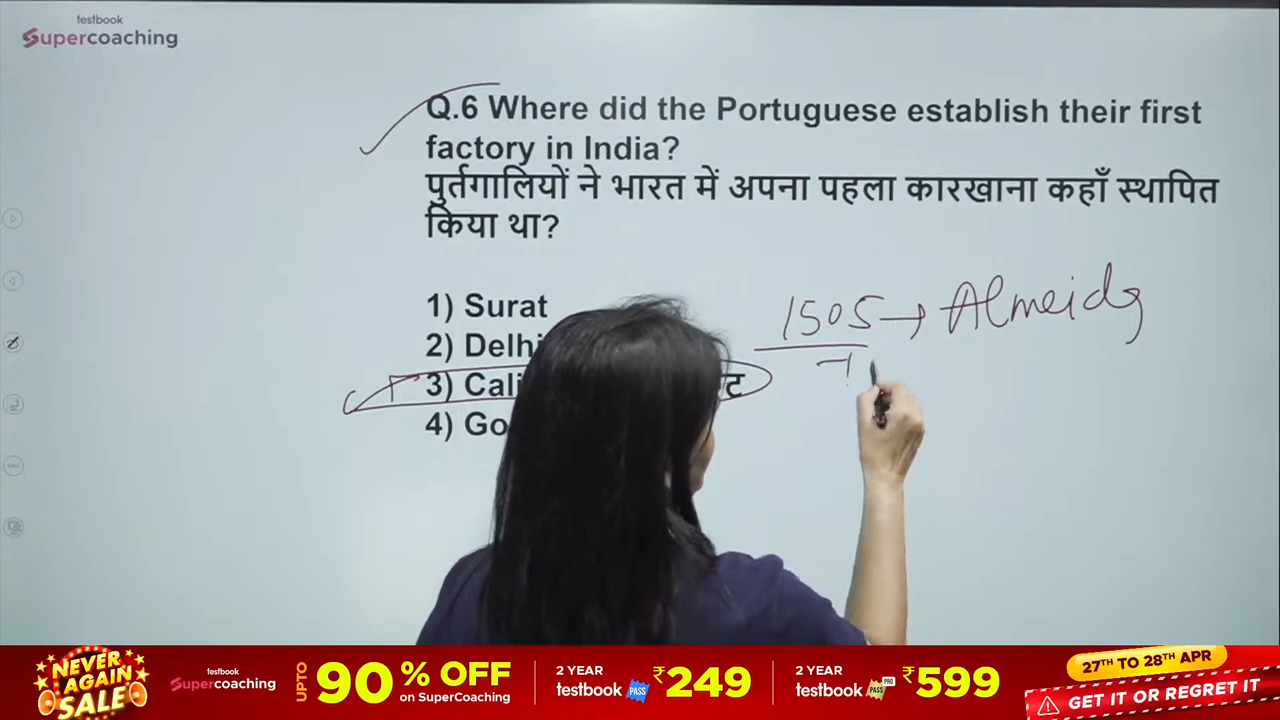 testbook
Supercoaching
Q.6 Where did the Portuguese establish their first
factory in India?
पुर्तगालियों ने भारत में अपना पहला कारखाना कहाँ स्थापित
किया था?
1) Surat
2) Delhi
3) Cali ट
4) Go
1505 → Almeida
NEVER
AGAIN
SALE
testbook
Supercoaching
UPTO
90% OFF
on SuperCoaching
2 YEAR
testbook PASS
₹249
2 YEAR
testbook PASS PRO
₹599
27TH TO 28TH APR
GET IT OR REGRET IT